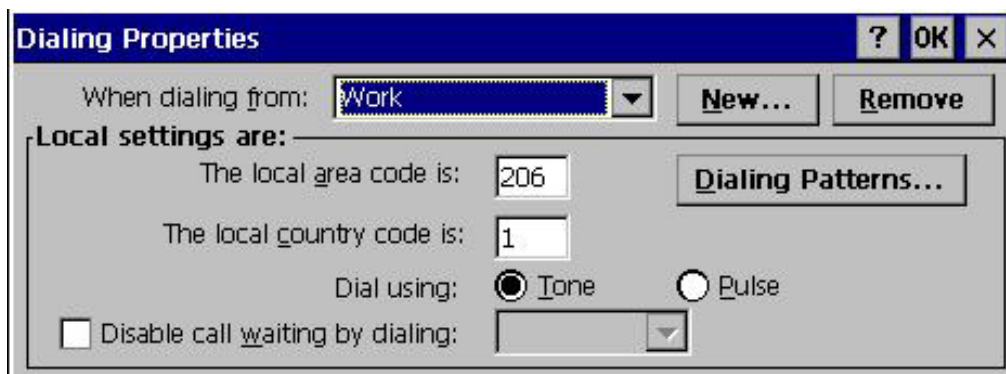 Dialing Properties ? OK ×
When dialing from: Work New... Remove
Local settings are:
The local area code is: 206 Dialing Patterns...
The local country code is: 1
Dial using: Tone Pulse
Disable call waiting by dialing: